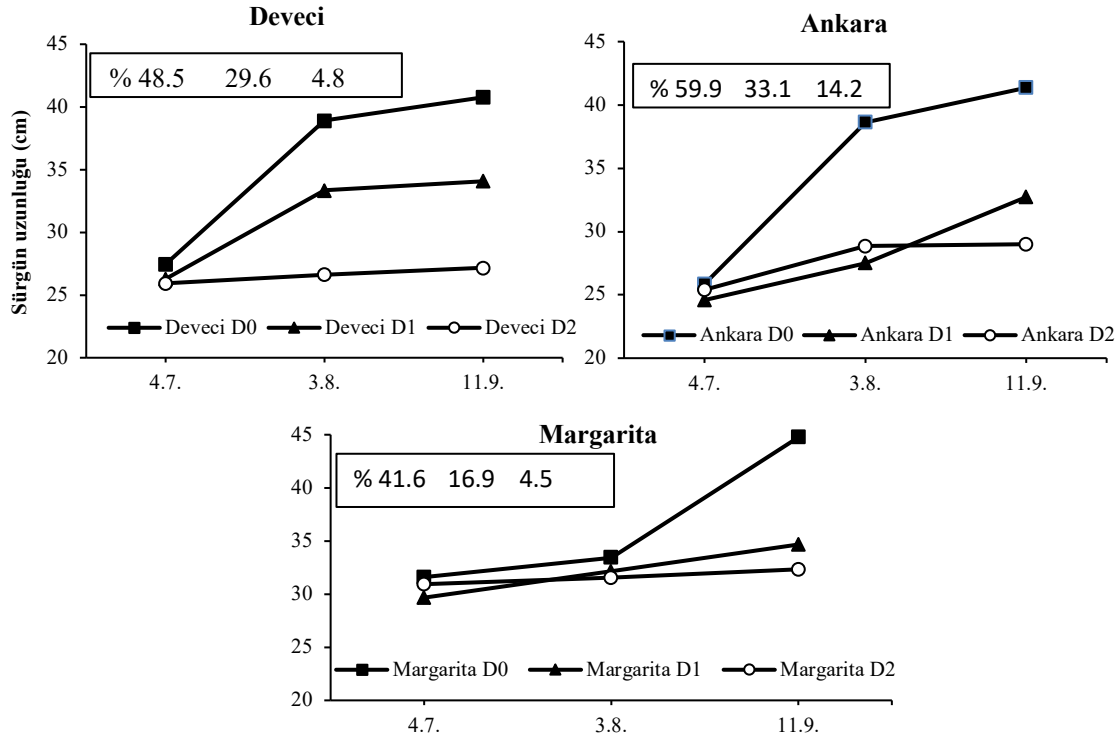 Deveci
% 48.5 29.6 4.8
Sürgün uzunluğu (cm)
45
40
35
30
25
20
Deveci D0 Deveci D1 Deveci D2
4.7. 3.8. 11.9.
Ankara
% 59.9 33.1 14.2
45
40
35
30
25
20
Ankara D0 Ankara D1 Ankara D2
4.7. 3.8. 11.9.
Margarita
% 41.6 16.9 4.5
45
40
35
30
25
20
Margarita D0 Margarita D1 Margarita D2
4.7. 3.8. 11.9.